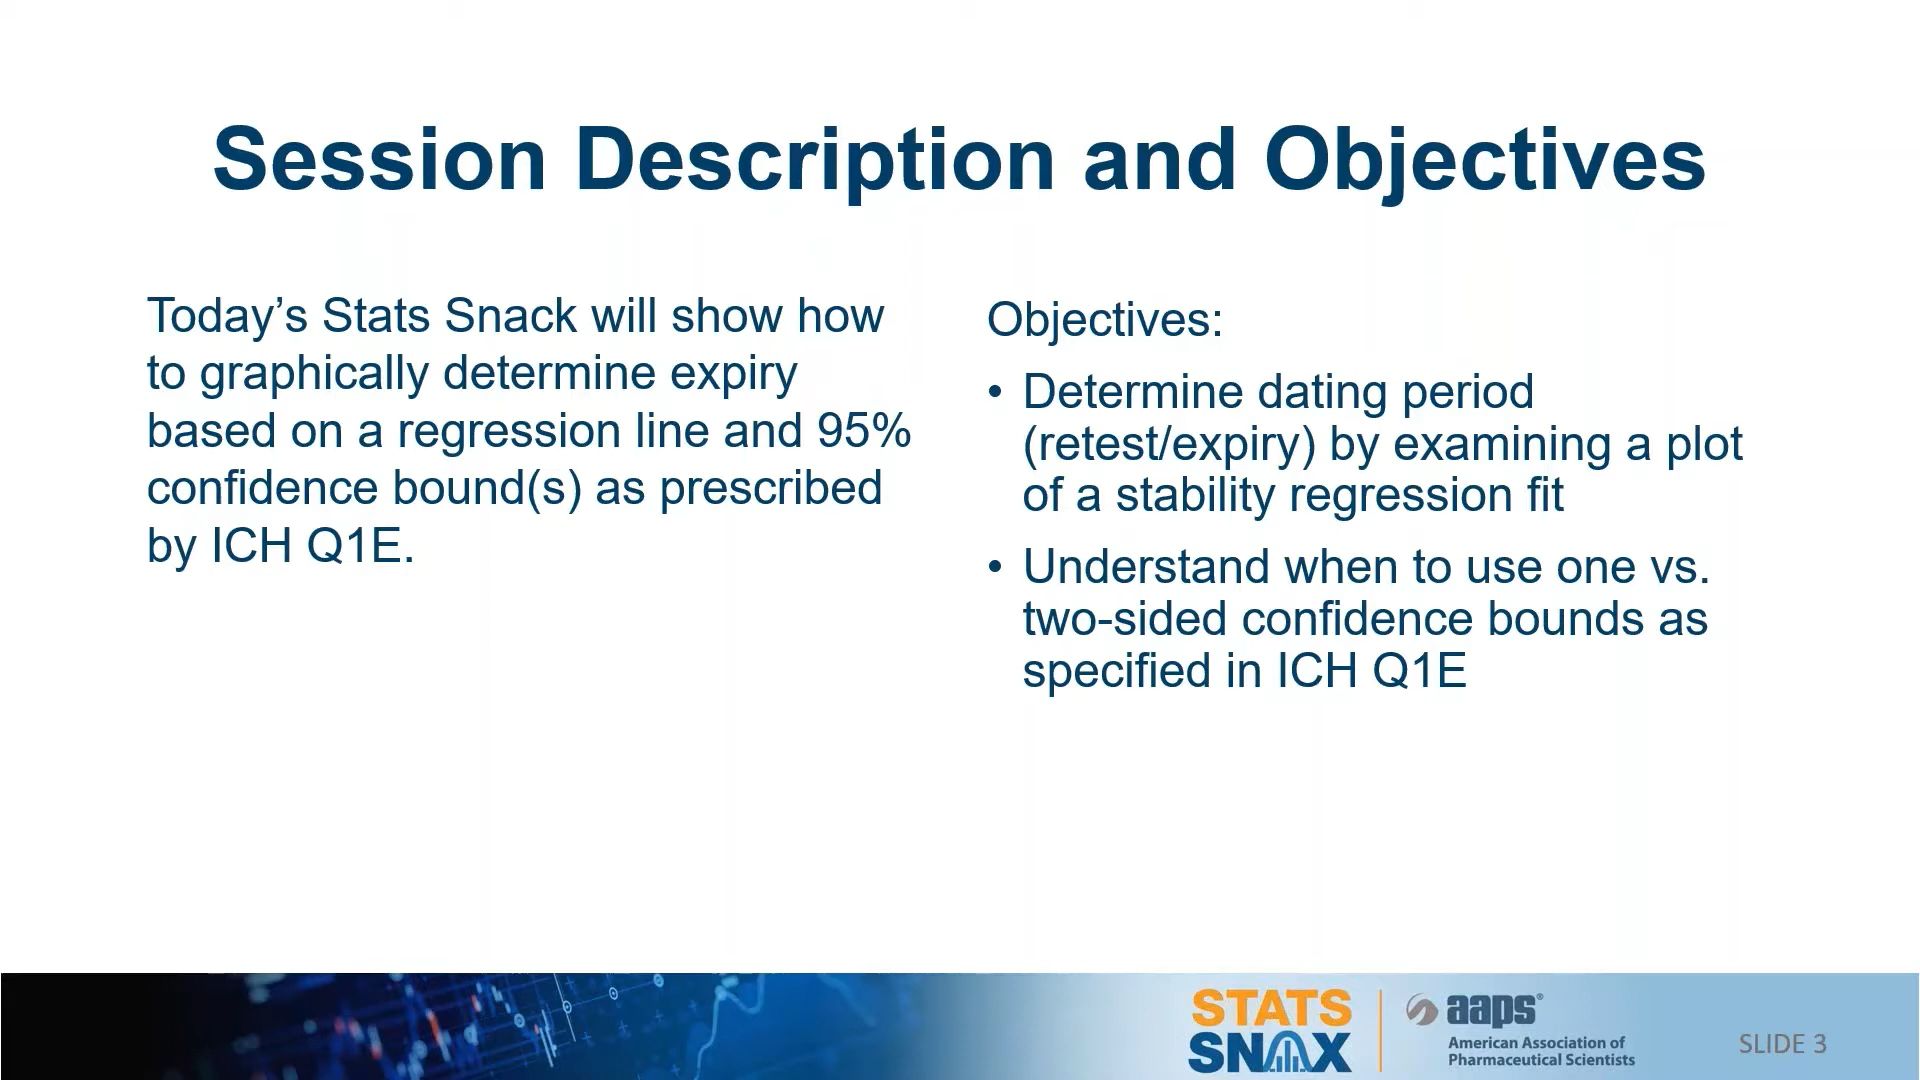 Session Description and Objectives
Today’s Stats Snack will show how
to graphically determine expiry
based on a regression line and 95%
confidence bound(s) as prescribed
by ICH Q1E.
Objectives:
• Determine dating period
(retest/expiry) by examining a plot
of a stability regression fit
• Understand when to use one vs.
two-sided confidence bounds as
specified in ICH Q1E
STATS
SNAX
aaps®
American Association of
Pharmaceutical Scientists
SLIDE 3